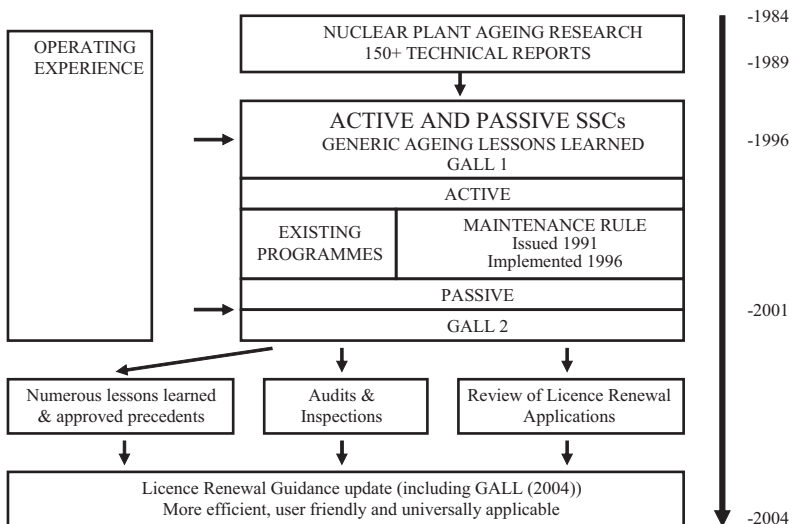 OPERATING
EXPERIENCE
NUCLEAR PLANT AGEING RESEARCH
150+ TECHNICAL REPORTS
ACTIVE AND PASSIVE SSCs
GENERIC AGEING LESSONS LEARNED
GALL 1
ACTIVE
EXISTING
PROGRAMMES
MAINTENANCE RULE
Issued 1991
Implemented 1996
PASSIVE
GALL 2
Numerous lessons learned
& approved precedents
Audits &
Inspections
Review of Licence Renewal
Applications
Licence Renewal Guidance update (including GALL (2004))
More efficient, user friendly and universally applicable
-1984
-1989
-1996
-2001
-2004